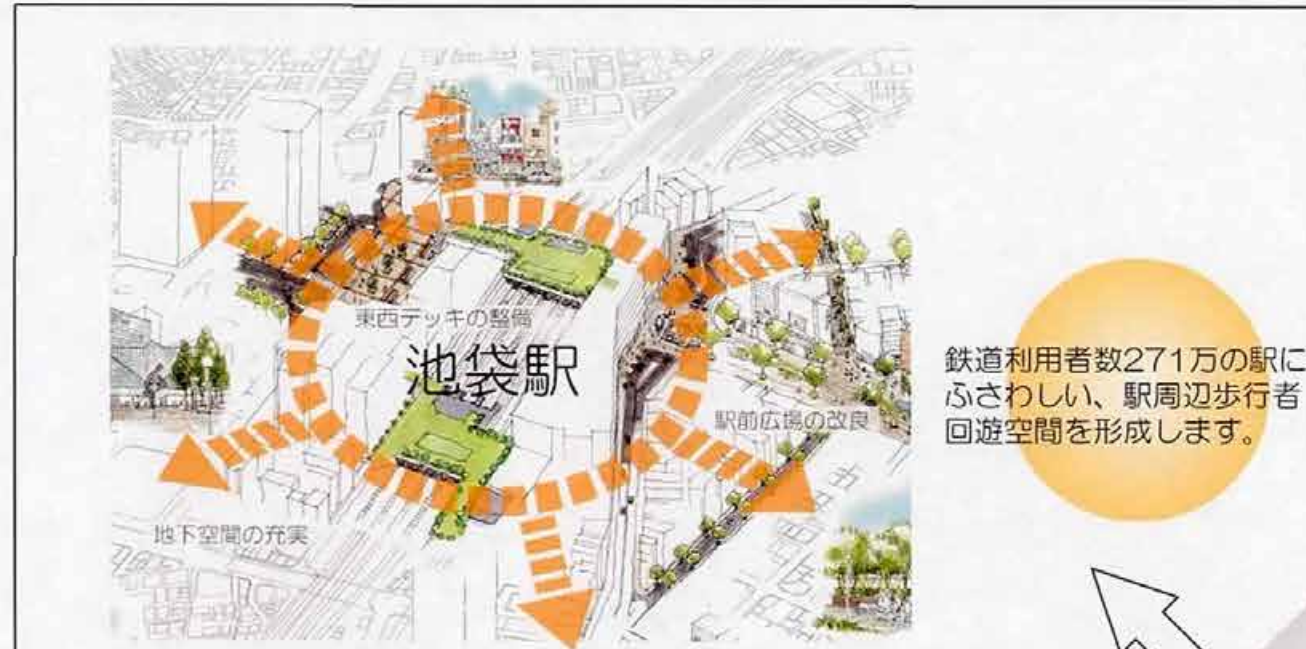 東西デッキの整備
池袋駅
駅前広場の改良
地下空間の充実
鉄道利用者数271万の駅に
ふさわしい、駅周辺歩行者
回遊空間を形成します。